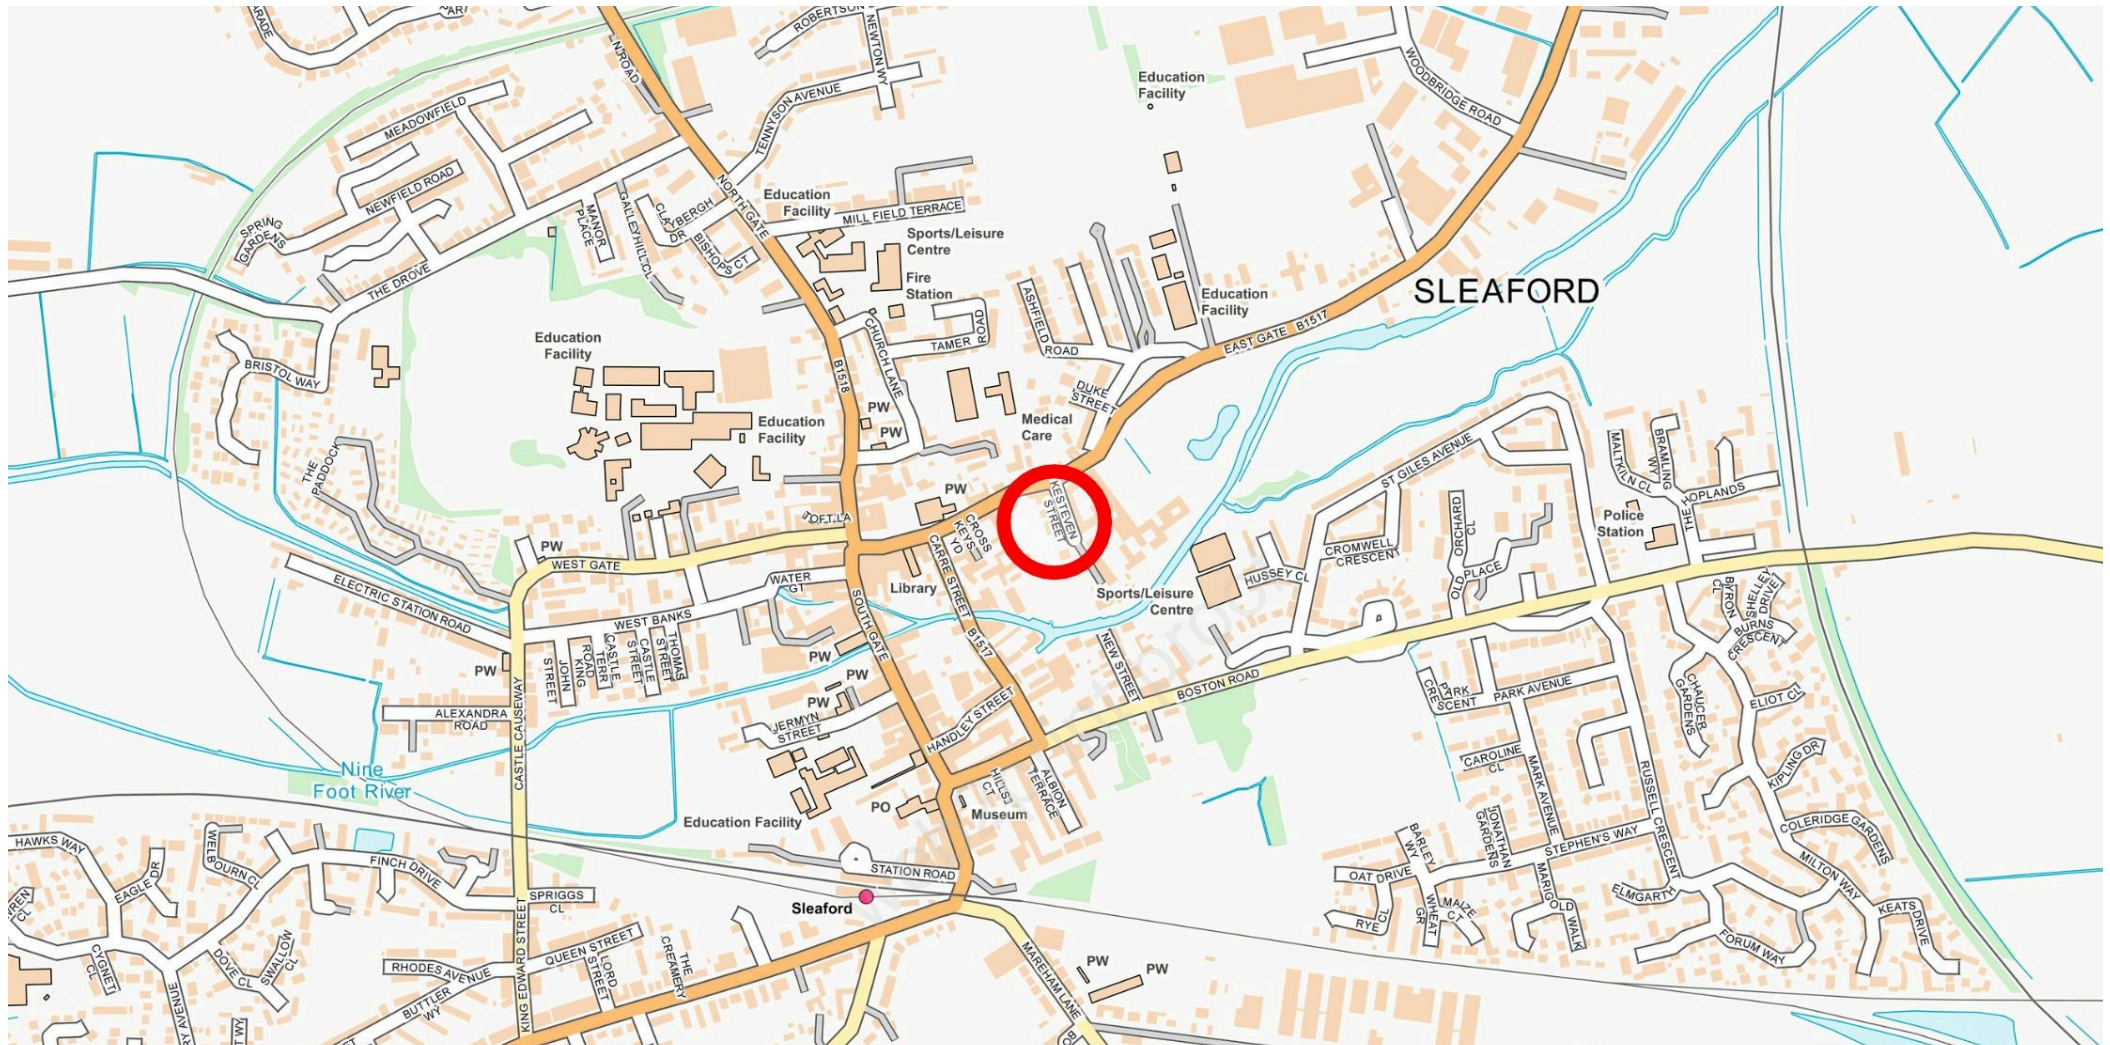 ROBERTSON
NEWTON WY
N ROAD
WOODBRIDGE ROAD
Education
Facility
MEADOWFIELD
TENNYSON AVENUE
NEWFIELD ROAD
NORTH GATE
Education
Facility
MILL FIELD TERRACE
SPRING
GARDENS
MANOR
PLACE
GALLEYHILL CL
CLAYBERGH
DR
BISHOPS CT
Sports/Leisure
Centre
Fire
Station
THE DROVE
ASHFIELD
ROAD
Education
Facility
SLEAFORD
EAST GATE B1517
CHURCH LANE
TAMER
ROAD
Education
Facility
BRISTOL WAY
B1518
DUKE
STREET
Medical
Care
PW
PW
Education
Facility
THE
PADDOCK
ST GILES AVENUE
MALTKILN CL
BRAMLING
WY
THE
HOPLANDS
PW
KESTEVEN
STREET
CROSS
KEYS
YD
TOFT LA
ORCHARD
CL
OLD PLACE
Police
Station
CROMWELL
CRESCENT
PW
WEST GATE
WATER
GT
Library
CARRE STREET B1517
HUSSEY CL
Sports/Leisure
Centre
ELECTRIC STATION ROAD
WEST BANKS
SOUTH GATE
BYRON
CL
SHELLEY
DRIVE
BURNS
CRESCENT
PW
JOHN
STREET
KING
ROAD
CASTLE
TERR
CASTLE
STREET
THOMAS
STREET
PW
PW
PW
NEW STREET
BOSTON ROAD
PARK
CRESCENT
PARK AVENUE
CHAUCER
GARDENS
ELIOT CL
ALEXANDRA
ROAD
CASTLE CAUSEWAY
JERMYN
STREET
HANDLEY STREET
Nine
Foot River
HILLS
CT
ALBION
TERRACE
CAROLINE
CL
MARK AVENUE
RUSSELL CRESCENT
KIPLING DR
Education Facility
PO
Museum
JONATHAN
GARDENS
BARLEY
WY
STEPHEN'S WAY
COLERIDGE GARDENS
MILTON WAY
HAWKS WAY
WELBOURN CL
EAGLE DR
FINCH DRIVE
STATION ROAD
OAT DRIVE
SPRIGGS
CL
Sleaford
RYE CL
WHEAT
GR
MAIZE
CT
MARIGOLD
WALK
ELMGARTH
KEATS
DRIVE
FORUM WAY
CYGNET
CL
DOVE CL
SWALLOW
CL
RHODES AVENUE
QUEEN STREET
LORD
STREET
THE
CREAMERY
BUTTLER
WY
KING EDWARD STREET
MAREHAM LANE
PW
PW